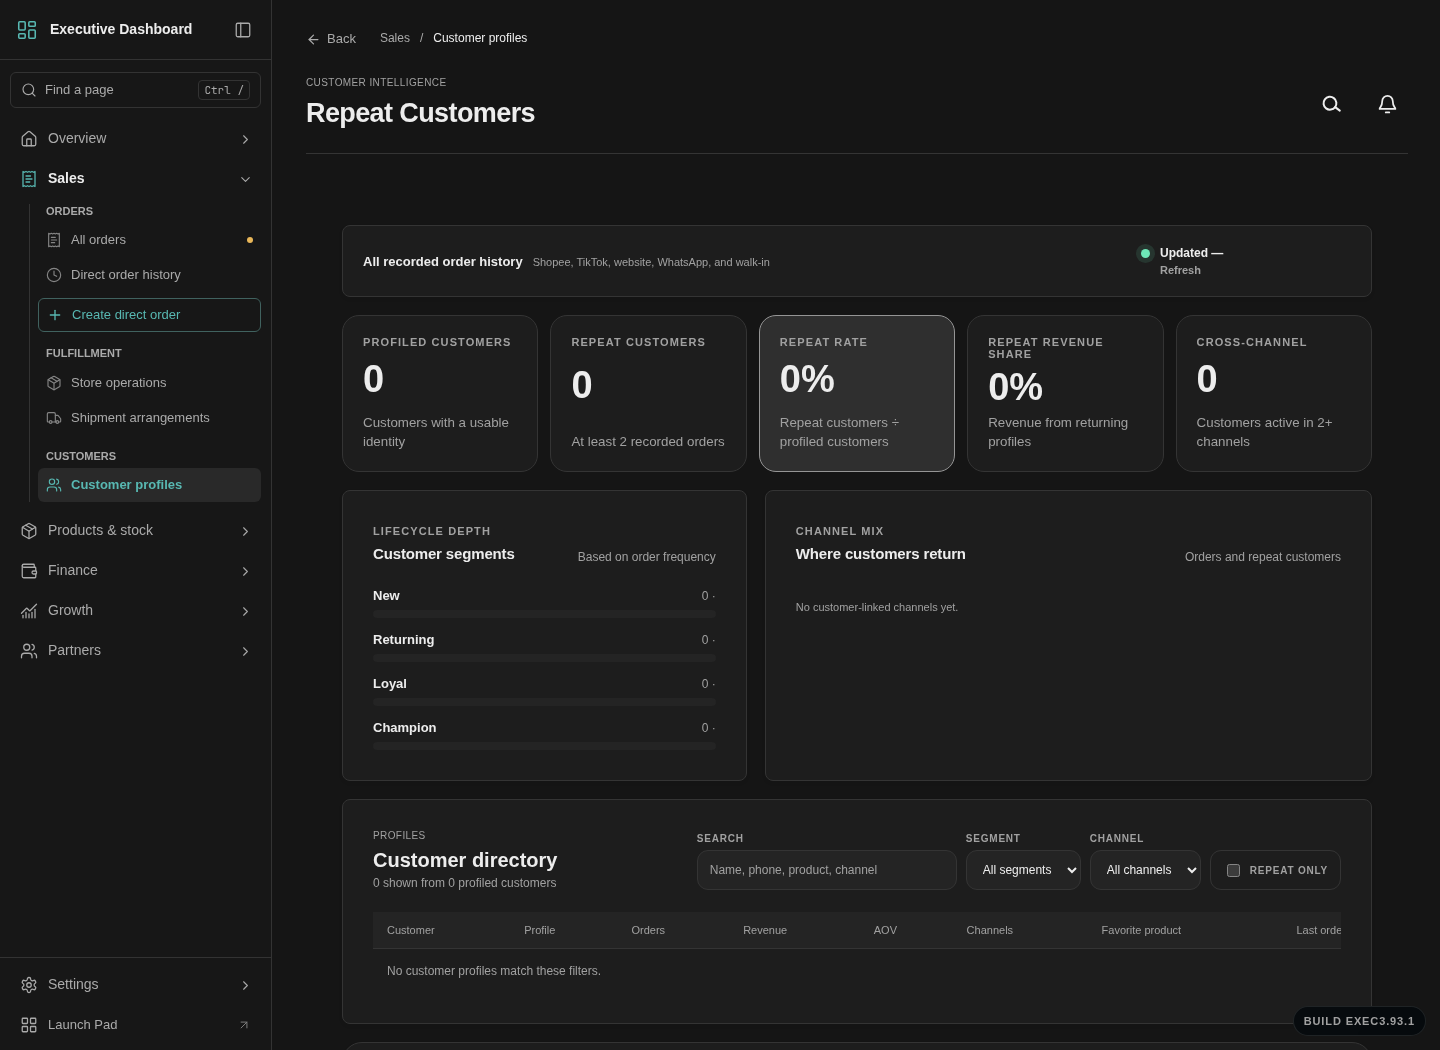 Executive Dashboard
Find a page
Ctrl /
Overview
Sales
ORDERS
All orders
Direct order history
Create direct order
FULFILLMENT
Store operations
Shipment arrangements
CUSTOMERS
Customer profiles
Products & stock
Finance
Growth
Partners
Settings
Launch Pad
Back
Sales / Customer profiles
CUSTOMER INTELLIGENCE
Repeat Customers
All recorded order history Shopee, TikTok, website, WhatsApp, and walk-in
Updated —
Refresh
PROFILED CUSTOMERS
0
Customers with a usable
identity
REPEAT CUSTOMERS
0
At least 2 recorded orders
REPEAT RATE
0%
Repeat customers ÷
profiled customers
REPEAT REVENUE
SHARE
0%
Revenue from returning
profiles
CROSS-CHANNEL
0
Customers active in 2+
channels
LIFECYCLE DEPTH
Customer segments
Based on order frequency
New 0 ·
Returning 0 ·
Loyal 0 ·
Champion 0 ·
CHANNEL MIX
Where customers return
Orders and repeat customers
No customer-linked channels yet.
PROFILES
Customer directory
0 shown from 0 profiled customers
SEARCH
Name, phone, product, channel
SEGMENT
All segments
CHANNEL
All channels
REPEAT ONLY
Customer Profile Orders Revenue AOV Channels Favorite product Last orde
No customer profiles match these filters.
BUILD EXEC3.93.1